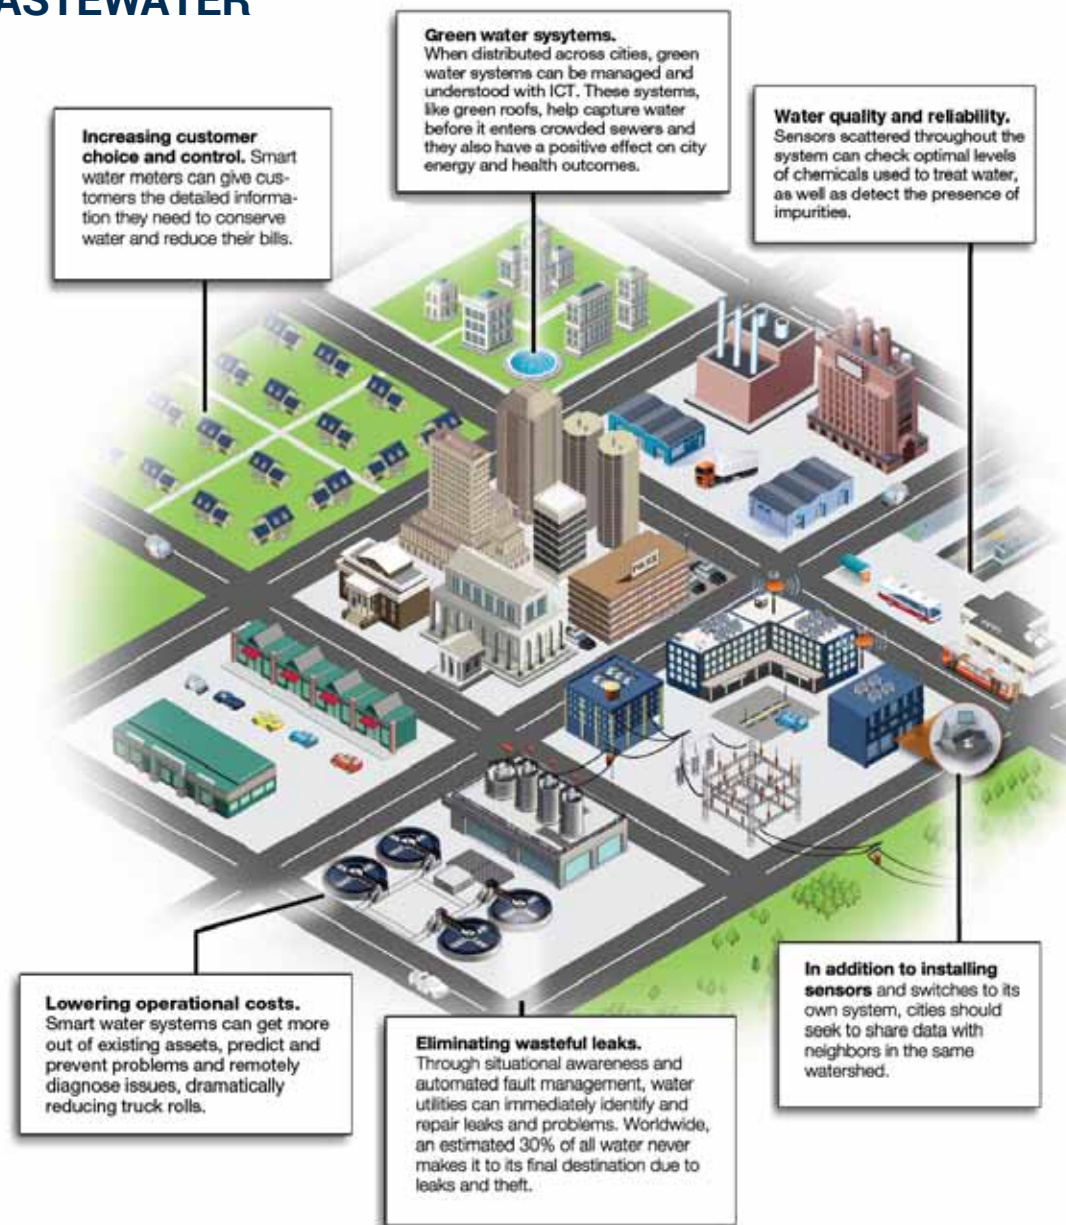 ASTEWATER
Green water sysytems.
When distributed across cities, green
water systems can be managed and
understood with ICT. These systems,
like green roofs, help capture water
before it enters crowded sewers and
they also have a positive effect on city
energy and health outcomes.
Increasing customer
choice and control. Smart
water meters can give cus-
tomers the detailed informa-
tion they need to conserve
water and reduce their bills.
Water quality and reliability.
Sensors scattered throughout the
system can check optimal levels
of chemicals used to treat water,
as well as detect the presence of
impurities.
POLICE
Lowering operational costs.
Smart water systems can get more
out of existing assets, predict and
prevent problems and remotely
diagnose issues, dramatically
reducing truck rolls.
Eliminating wasteful leaks.
Through situational awareness and
automated fault management, water
utilities can immediately identify and
repair leaks and problems. Worldwide,
an estimated 30% of all water never
makes it to its final destination due to
leaks and theft.
In addition to installing
sensors and switches to its
own system, cities should
seek to share data with
neighbors in the same
watershed.